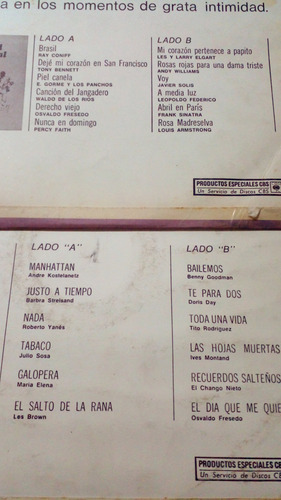 a en los momentos de grata intimidad.
LADO A
Brasil
RAY CONIFF
Dejé mi corazón en San Francisco
TONY BENNETT
Piel canela
E. GORME Y LOS PANCHOS
Canción del Jangadero
WALDO DE LOS RIOS
Derecho viejo
OSVALDO FRESEDO
Nunca en domingo
PERCY FAITH
LADO B
Mi corazón pertenece a papito
LES Y LARRY ELGART
Rosas rojas para una dama triste
ANDY WILLIAMS
Voy
JAVIER SOLIS
A media luz
LEOPOLDO FEDERICO
Abril en París
FRANK SINATRA
Rosa Madreselva
LOUIS ARMSTRONG
PRODUCTOS ESPECIALES CBS
Un Servicio de Discos CBS
LADO "A"
MANHATTAN
Andre Kostelanetz
JUSTO A TIEMPO
Barbra Streisand
NADA
Roberto Yanés
TABACO
Julio Sosa
GALOPERA
Maria Elena
EL SALTO DE LA RANA
Les Brown
LADO "B"
BAILEMOS
Benny Goodman
TE PARA DOS
Doris Day
TODA UNA VIDA
Tito Rodriguez
LAS HOJAS MUERTAS
Ives Montand
RECUERDOS SALTEÑOS
El Chango Nieto
EL DIA QUE ME QUIE
Osvaldo Fresedo
PRODUCTOS ESPECIALES CB
Un Servicio de Discos CB